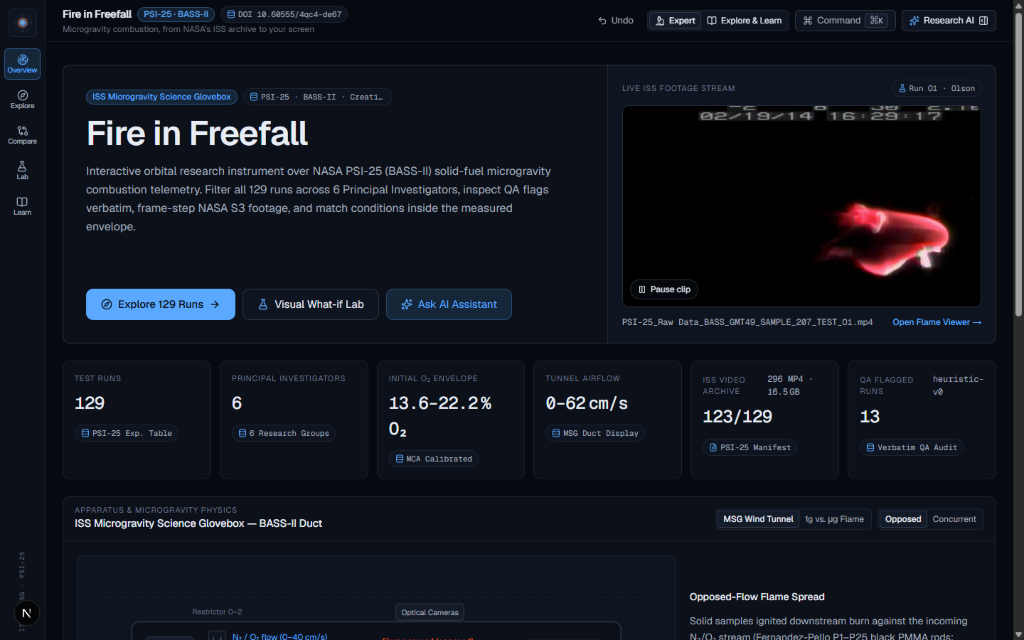 Fire in Freefall PSI-25 · BASS-II DOI 10.60555/4qc4-de67
Microgravity combustion, from NASA's ISS archive to your screen
Undo Expert Explore & Learn Command ⌘K Research AI
Overview
Explore
Compare
Lab
Learn
ISS Microgravity Science Glovebox PSI-25 · BASS-II · Creati…
Fire in Freefall
Interactive orbital research instrument over NASA PSI-25 (BASS-II) solid-fuel microgravity
combustion telemetry. Filter all 129 runs across 6 Principal Investigators, inspect QA flags
verbatim, frame-step NASA S3 footage, and match conditions inside the measured
envelope.
Explore 129 Runs → Visual What-if Lab Ask AI Assistant
LIVE ISS FOOTAGE STREAM Run 01 · Olson
02/19/14 16:29:17
Pause clip
PSI-25_Raw Data_BASS_GMT49_SAMPLE_207_TEST_01.mp4 Open Flame Viewer →
TEST RUNS
129
PSI-25 Exp. Table
PRINCIPAL INVESTIGATORS
6
6 Research Groups
INITIAL O₂ ENVELOPE
13.6–22.2%
O₂
MCA Calibrated
TUNNEL AIRFLOW
0–62 cm/s
MSG Duct Display
ISS VIDEO
ARCHIVE
296 MP4 ·
16.5GB
123/129
PSI-25 Manifest
QA FLAGGED
RUNS
heuristic-
v0
13
Verbatim QA Audit
APPARATUS & MICROGRAVITY PHYSICS
ISS Microgravity Science Glovebox — BASS-II Duct
MSG Wind Tunnel 1g vs. µg Flame Opposed Concurrent
Restrictor 0–2
Optical Cameras
N₂ / O₂ flow (0–40 cm/s)
Opposed-Flow Flame Spread
Solid samples ignited downstream burn against the incoming
N₂/O₂ stream (Fernandez-Pello P1–P25 black PMMA rods;
PSI-25
N